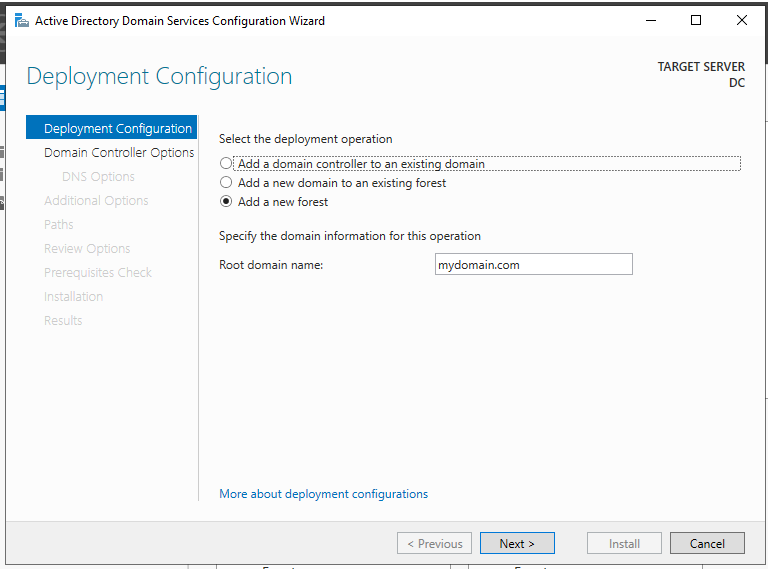 Active Directory Domain Services Configuration Wizard
Deployment Configuration
TARGET SERVER
DC
Deployment Configuration
Domain Controller Options
DNS Options
Additional Options
Paths
Review Options
Prerequisites Check
Installation
Results
Select the deployment operation
Add a domain controller to an existing domain
Add a new domain to an existing forest
Add a new forest
Specify the domain information for this operation
Root domain name: mydomain.com
More about deployment configurations
< Previous Next > Install Cancel